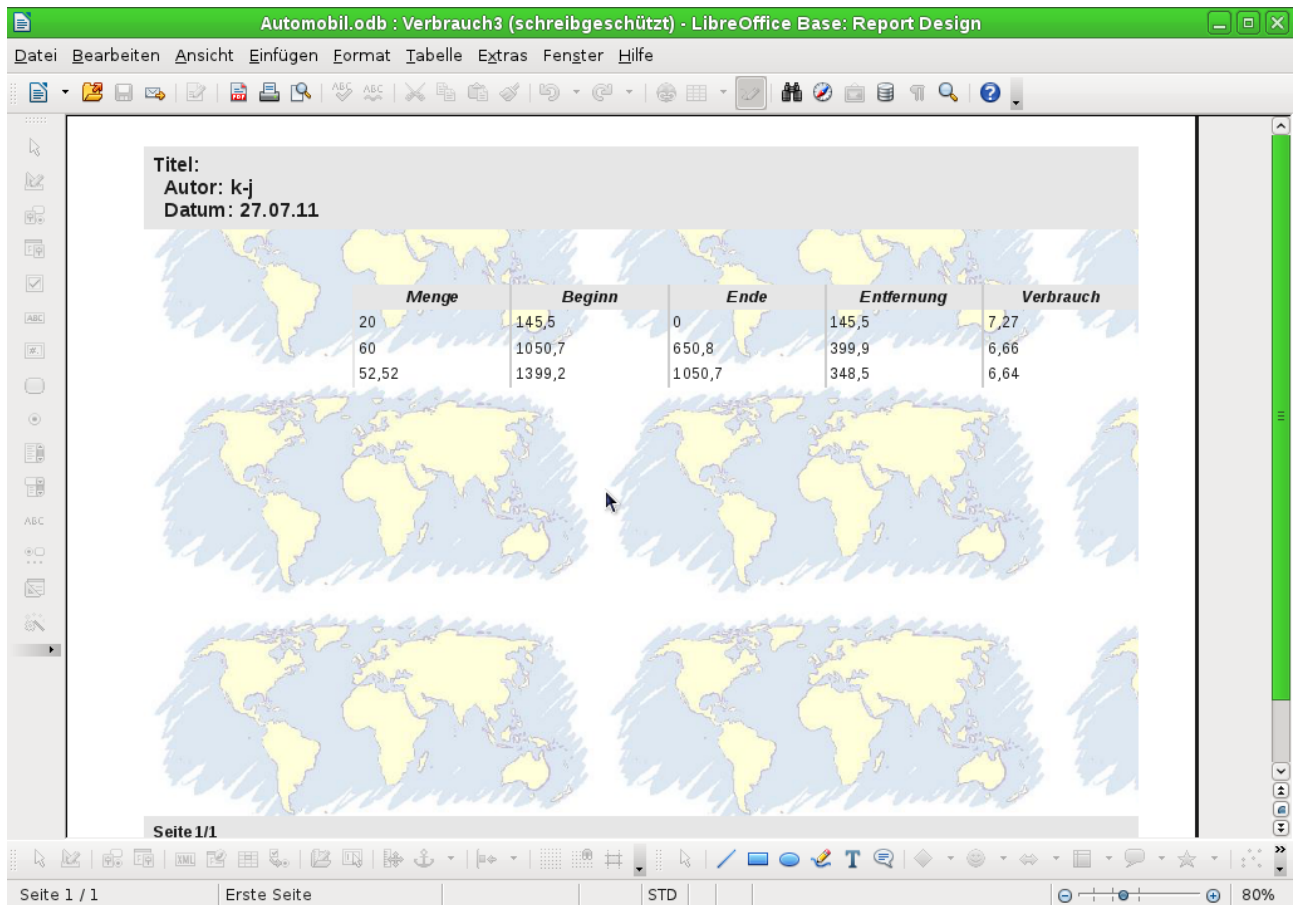 Automobil.odb : Verbrauch3 (schreibgeschützt) - LibreOffice Base: Report Design
Datei Bearbeiten Ansicht Einfügen Format Tabelle Extras Fenster Hilfe
Titel:
Autor: k-j
Datum: 27.07.11
Menge Beginn Ende Entfernung Verbrauch
20 145,5 0 145,5 7,27
60 1050,7 650,8 399,9 6,66
52,52 1399,2 1050,7 348,5 6,64
Seite 1/1
Seite 1 / 1 Erste Seite STD 80%